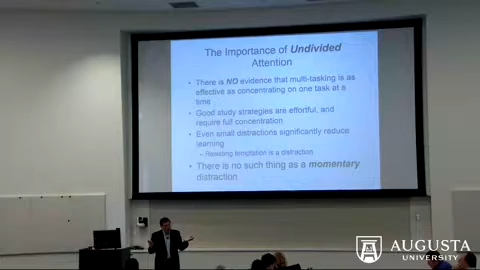 The Importance of Undivided
Attention
• There is NO evidence that multi-tasking is as
effective as concentrating on one task at a
time
• Good study strategies are effortful, and
require full concentration
• Even small distractions significantly reduce
learning
– Resisting temptation is a distraction
• There is no such thing as a momentary
distraction
AUGUSTA
UNIVERSITY